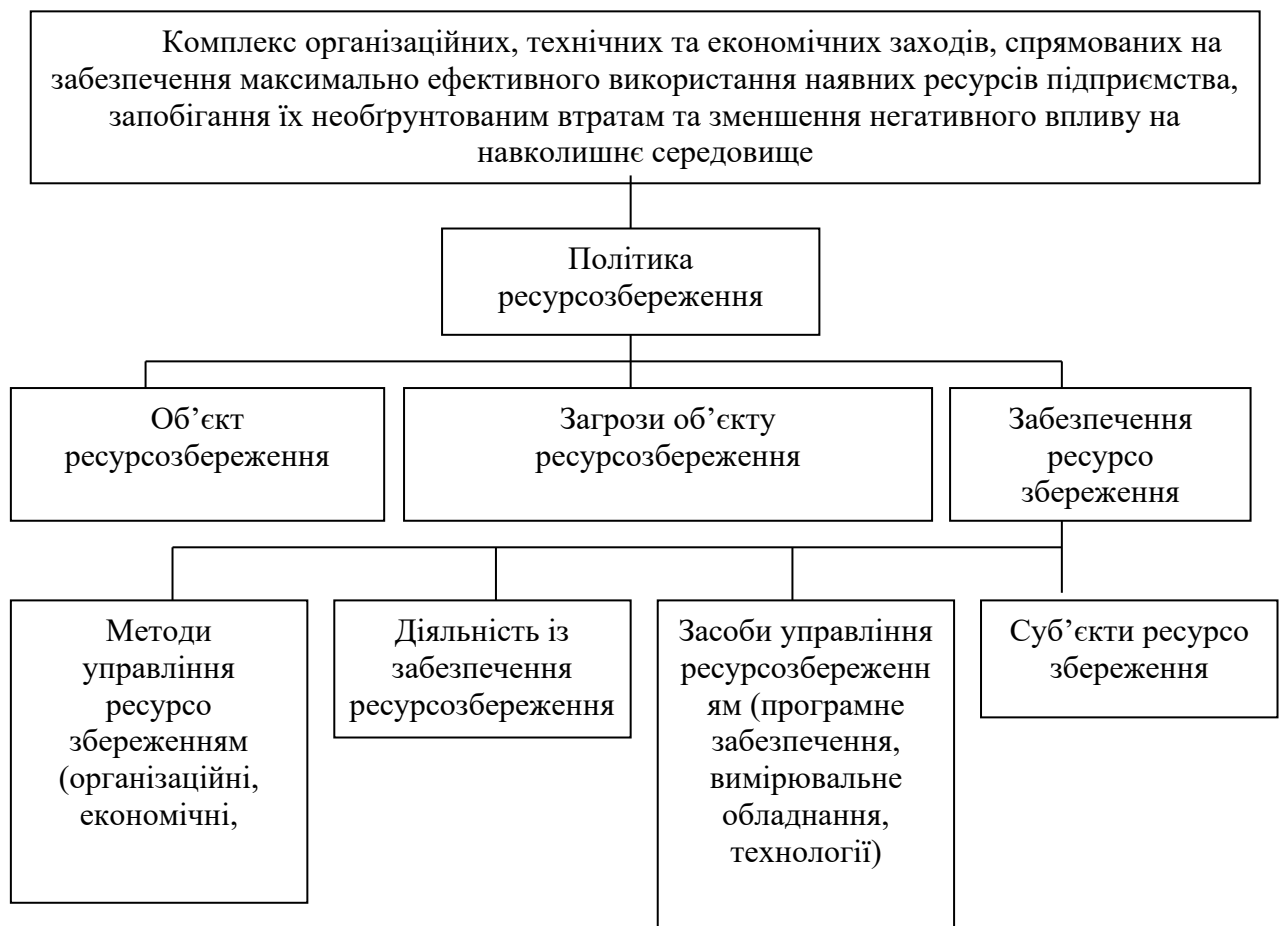 Комплекс організаційних, технічних та економічних заходів, спрямованих на
забезпечення максимально ефективного використання наявних ресурсів підприємства,
запобігання їх необґрунтованим втратам та зменшення негативного впливу на
навколишнє середовище
Політика
ресурсозбереження
Об’єкт
ресурсозбереження
Загрози об’єкту
ресурсозбереження
Забезпечення
ресурсо
збереження
Методи
управління
ресурсо
збереженням
(організаційні,
економічні,
Діяльність із
забезпечення
ресурсозбереження
Засоби управління
ресурсозбереженн
ям (програмне
забезпечення,
вимірювальне
обладнання,
технології)
Суб’єкти ресурсо
збереження